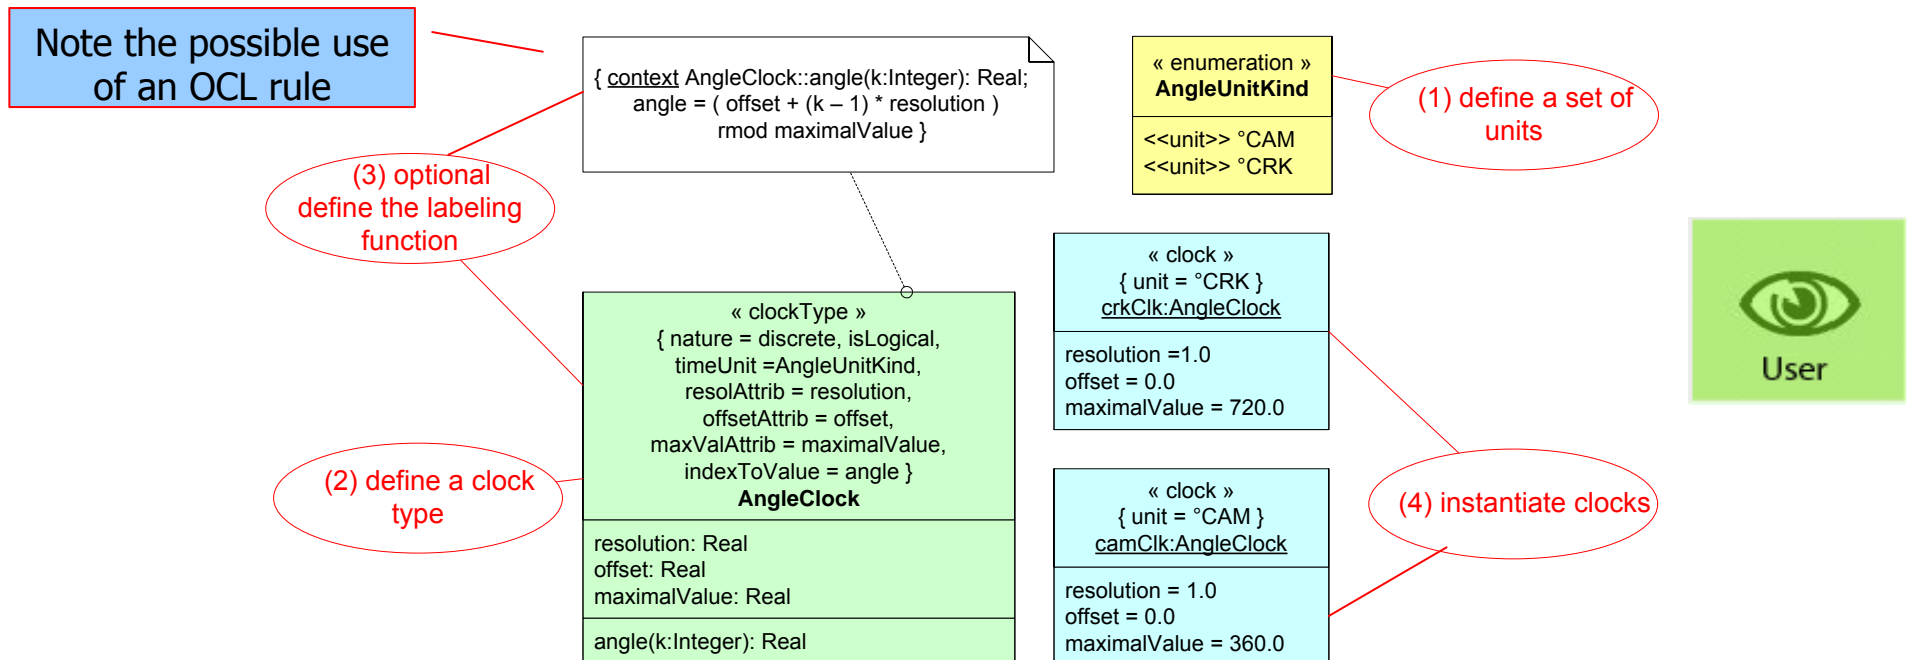 Note the possible use
of an OCL rule
{ context AngleClock::angle(k:Integer): Real;
angle = ( offset + (k – 1) * resolution )
rmod maximalValue }
« enumeration »
AngleUnitKind
<<unit>> °CAM
<<unit>> °CRK
(1) define a set of
units
(3) optional
define the labeling
function
« clockType »
{ nature = discrete, isLogical,
timeUnit =AngleUnitKind,
resolAttrib = resolution,
offsetAttrib = offset,
maxValAttrib = maximalValue,
indexToValue = angle }
AngleClock
resolution: Real
offset: Real
maximalValue: Real
angle(k:Integer): Real
(2) define a clock
type
« clock »
{ unit = °CRK }
crkClk:AngleClock
resolution =1.0
offset = 0.0
maximalValue = 720.0
« clock »
{ unit = °CAM }
camClk:AngleClock
resolution = 1.0
offset = 0.0
maximalValue = 360.0
(4) instantiate clocks
User